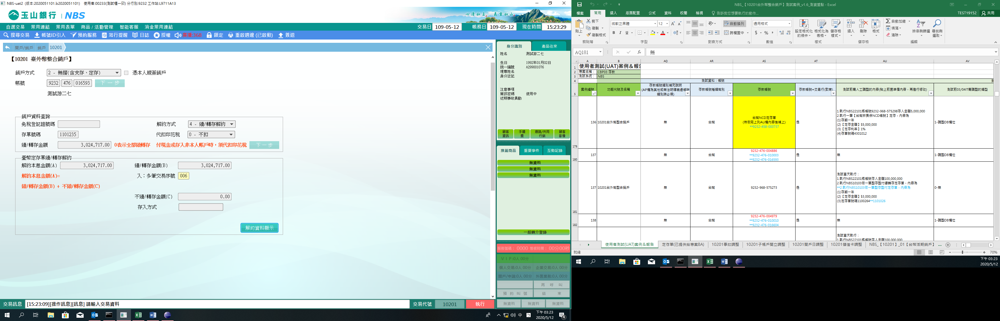 NBS-uat2 (版本:2020051101.b2020051101) 使用者:00233(測試櫃一卯) 分行別:9232 工作站:L9711A13
玉山銀行 | NBS
心清如玉, 義重如山,
自選交易 常用連結 常用表單 商品 / 活動管理 智能客服 消金常用連結
交易日 109-05-12 帳務日 109-05-12 現在時間 15:23:29
搜尋交易 帳號ID引入 預約服務 蒞行提醒 日誌 授權 廣播:368 鎖定 重啟週邊 (已啟動) 簽退
開戶/銷戶 銷戶 10201
【10201 臺外幣整合銷戶】
銷戶方式 2 - 無摺(含支存、定存) 憑本人親簽銷戶
帳號 9232 476 016593 下一步
測試游二七
銷戶資料查詢
免稅登記證號碼 解約方式 4 - 續/轉存解約
存單號碼 1101235 代扣印花稅 0 - 不扣
續/轉存金額 3,024,717.00 0表示全部續轉存 付現金或存入非本人帳戶時，須代扣印花稅 下一步
臺幣定存單續/轉存解約
解約本息金額(A) 3,024,717.00 續/轉存金額(B) 3,024,717.00
解約本息金額(A)= 入：多筆交易序號 006
續/轉存金額(B) + 不續/轉存金額(C)
不續/轉存金額(C) 0.00
存入方式
解約資料顯示
身分識別 產品往來
姓名 測試游二七
生日 1992年01月02日
統一編號 A299001076
理專姓名
身分註記
注意事項
簡訊密碼 使用中
近期事故異動
顧客資訊 手續費 通路/共同行銷 顧客影像
推薦商品 重要事件 互動記錄
無資料
無資料
無資料
一般轉介登錄
服務號碼： 0000 等候時間： 00分00秒
V I P:0人 00分
個人交易:0人 00分 企業交易:0人 00分
開戶/申請:0人 00分 外匯業務:0人 00分
再 呼 叫
預 約 叫 號 結 束
無資料 無資料 無資料
交易訊息 [15:23:09][操作訊息][訊息] 請輸入交易資料 交易代號 10201 執行
中 下午 03:23
2020/5/12 4
NBS_【10201台外幣整合銷戶】測試案例_v1.6_測資盤點 - Excel
檔案 常用 插入 版面配置 公式 資料 校閱 檢視 告訴我您想要執行的動作... TEST19152 共用
貼上 剪下 複製 複製格式 剪貼簿
微軟正黑體 12 B I U 字型
自動換列 跨欄置中 對齊方式
通用格式 $ % 數值
設定格式化的條件 格式化為表格 儲存格樣式 樣式
插入 刪除 格式 儲存格
自動加總 填滿 清除 排序與篩選 尋找與選取 編輯
AQ181 fx 無
A B AQ AR AS AT AU AV
1 使用者測試(UAT)案例＆報告
2 專案名稱： CBP03 存款
3 測試系統： NBS
4 測試資料：帳號
5 案例編號 功能代號及名稱 存款帳號類別補充說明(AP欄為其他或無法明確表達帳號類別時必填) 存款帳號種類幣別 存款帳號 存款帳號=交易行(敦南) 測試前需人工調整的內容(貼上前置準備內容，再進行修改) 測試前03/04IT需調整的類型
179 136 10201台外幣整合銷戶 無 台幣 台幣NCD定存單
(待做完上列AU欄內容後補上)
**9232-458-000737
是
1.執行NBS22101將帳號9232-968-575298存入金額5,000,000
2.執行一筆【台幣非集保NCD帳號】定存，內容為
(1)存期一年
(2)【定存金額】$5,000,000
(3)【定存利率】1%
(4)存單號碼4301012
1-調整DB欄位
180 137 無 台幣 9232-476-004886
**9232-476-010003
**9232-476-016593
是 無 1-調整DB欄位
181 137 10201台外幣整合銷戶 無 台幣 9232-968-575273 是
測試當天執行：
1.執行NBS22101將帳號存入金額100,000,000
2.執行NBS10103做一筆整存整付續轉存定存單，內容為
**2.執行NBS10103做一筆整存整付定存單，內容為
(1)存期一年
(2)【定存金額】$3,000,000
(3)定存單號碼1100264**1101026
0-無
182 138 無 台幣 9232-476-004979
**9232-476-010010
**9232-476-016604
是 無 1-調整DB欄位
測試當天執行：
1.執行NBS22101將帳號存入金額100,000,000
使用者測試(UAT)案例＆報告 定存單(已提供給專案BA) 10201事故調整 10201子帳戶開立調整 10201開戶日調整 10201儲值卡調整 NBS_【10201】_01【台幣活期銷戶】 ...
就緒 70%
下午 03:23
2020/5/12